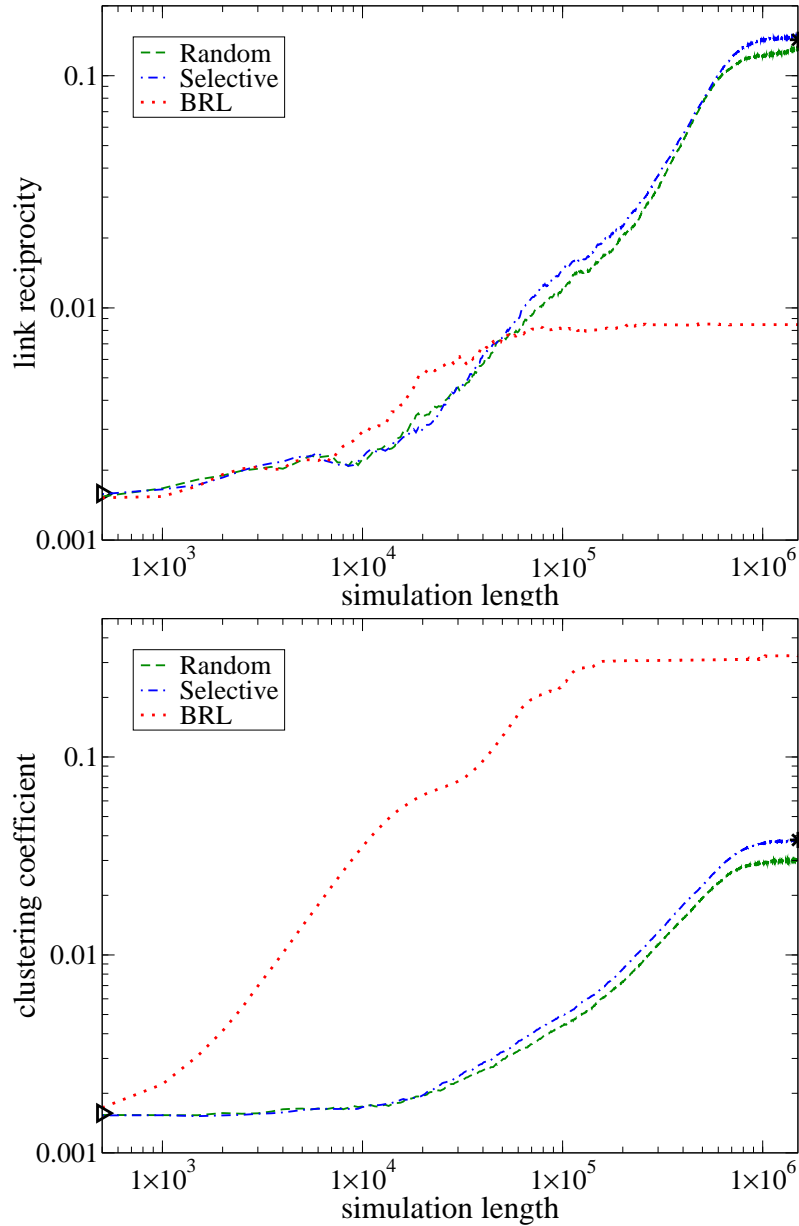 Random
Selective
BRL
0.1
0.01
0.001
link reciprocity
1×10³ 1×10⁴ 1×10⁵ 1×10⁶
simulation length
Random
Selective
BRL
0.1
0.01
0.001
clustering coefficient
1×10³ 1×10⁴ 1×10⁵ 1×10⁶
simulation length